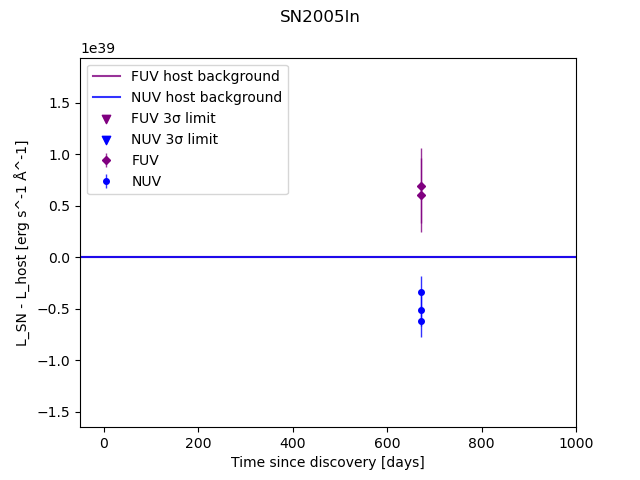 SN2005ln
1e39
FUV host background
NUV host background
FUV 3σ limit
NUV 3σ limit
FUV
NUV
1.5
1.0
0.5
0.0
−0.5
−1.0
−1.5
L_SN - L_host [erg s^-1 Å^-1]
0 200 400 600 800 1000
Time since discovery [days]